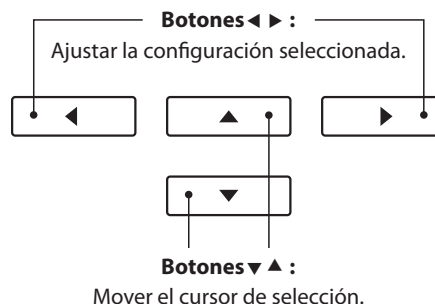 Botones ◀ ▶ :
Ajustar la configuración seleccionada.
Botones ▼ ▲ :
Mover el cursor de selección.